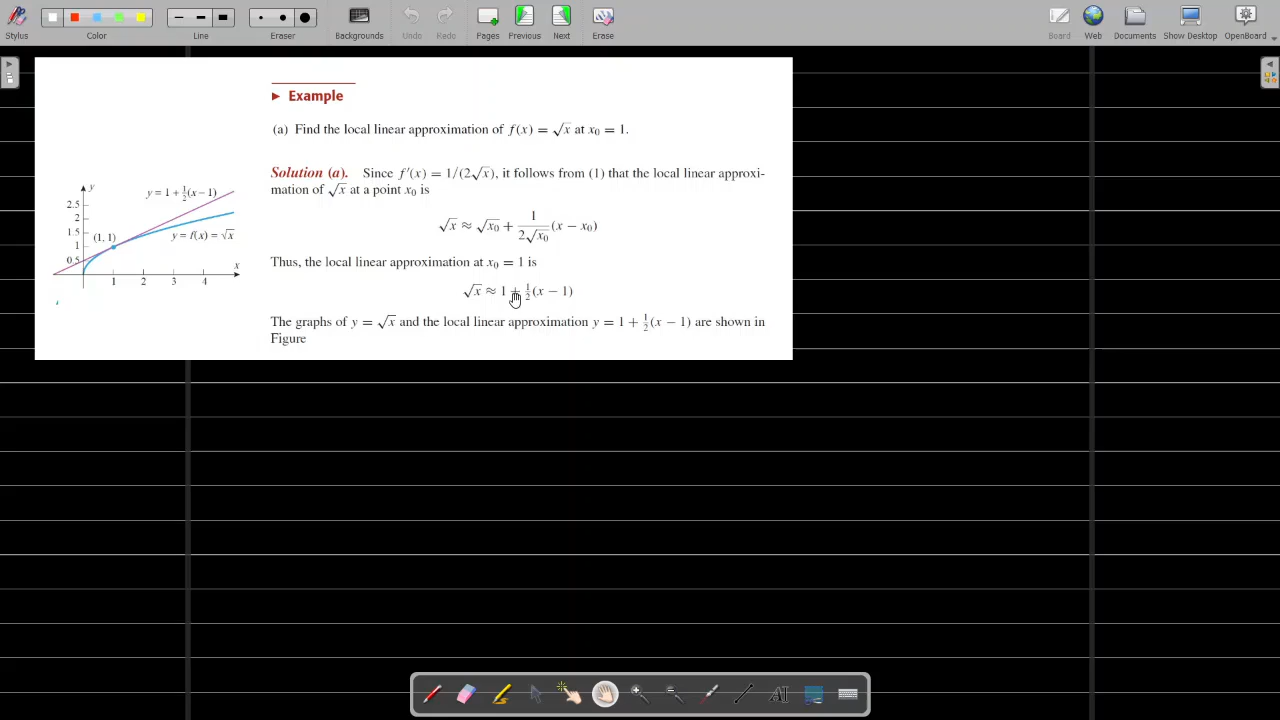 Stylus Color Line Eraser Backgrounds Undo Redo Pages Previous Next Erase Board Web Documents Show Desktop OpenBoard
► Example
(a) Find the local linear approximation of f(x) = √x at x₀ = 1.
Solution (a). Since f′(x) = 1/(2√x), it follows from (1) that the local linear approxi-
mation of √x at a point x₀ is
√x ≈ √x₀ + 1/(2√x₀) (x − x₀)
Thus, the local linear approximation at x₀ = 1 is
√x ≈ 1 + ½(x − 1)
The graphs of y = √x and the local linear approximation y = 1 + ½(x − 1) are shown in
Figure
y
y = 1 + ½(x − 1)
2.5
2
1.5
(1, 1)
y = f(x) = √x
1
0.5
x
1 2 3 4
AI